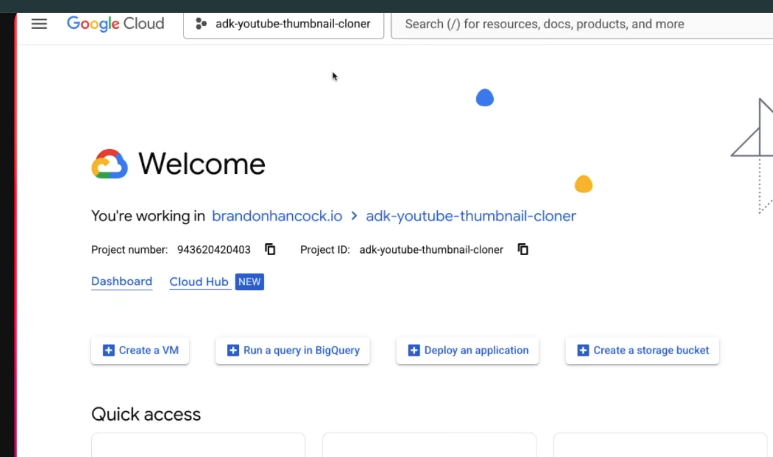 Google Cloud adk-youtube-thumbnail-cloner Search (/) for resources, docs, products, and more
Welcome
You're working in brandonhancock.io > adk-youtube-thumbnail-cloner
Project number: 943620420403 Project ID: adk-youtube-thumbnail-cloner
Dashboard Cloud Hub NEW
Create a VM Run a query in BigQuery Deploy an application Create a storage bucket
Quick access